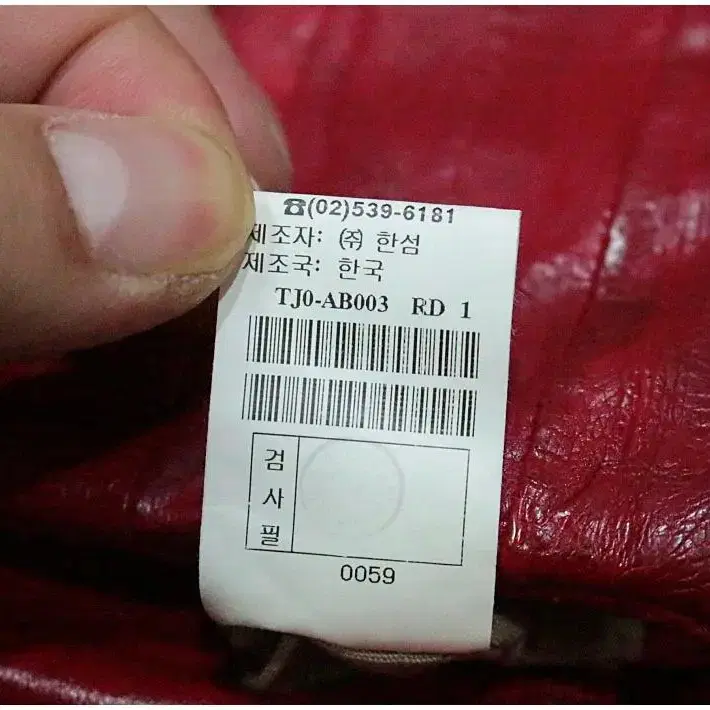 ☎(02)539-6181
제조자: ㈜ 한섬
제조국: 한국
TJ0-AB003 RD 1
검
사
필
0059